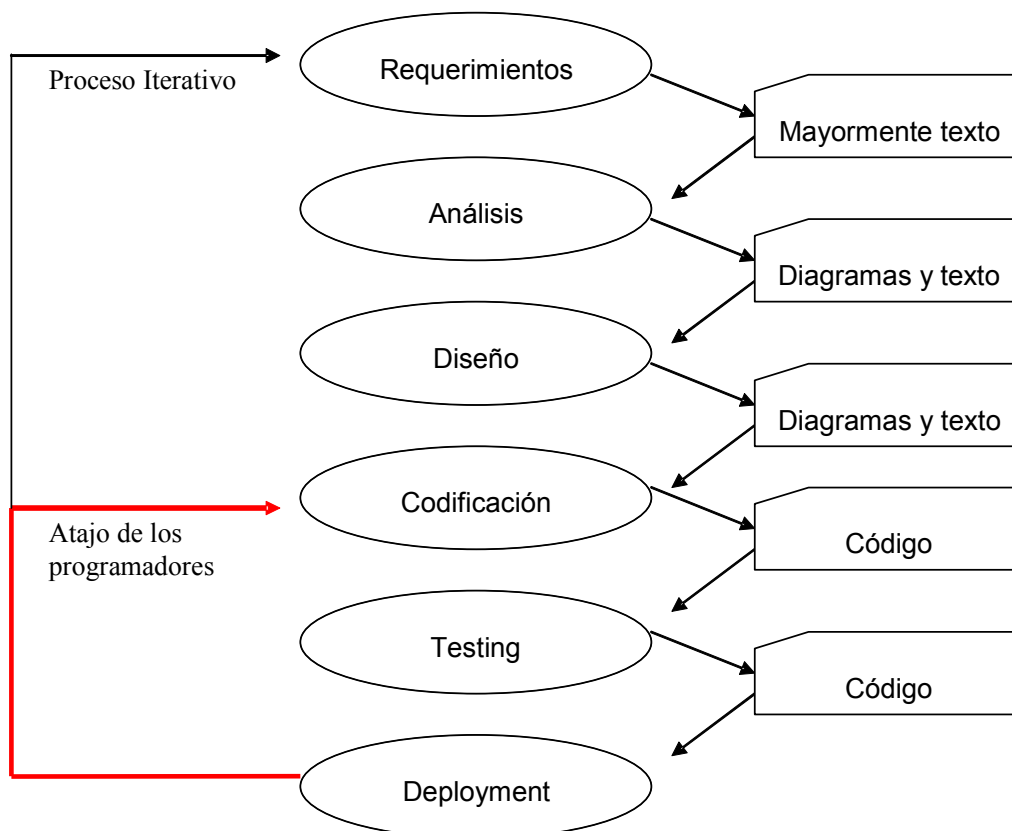 Requerimientos
Proceso Iterativo
Mayormente texto
Análisis
Diagramas y texto
Diseño
Diagramas y texto
Codificación
Atajo de los
programadores
Código
Testing
Código
Deployment